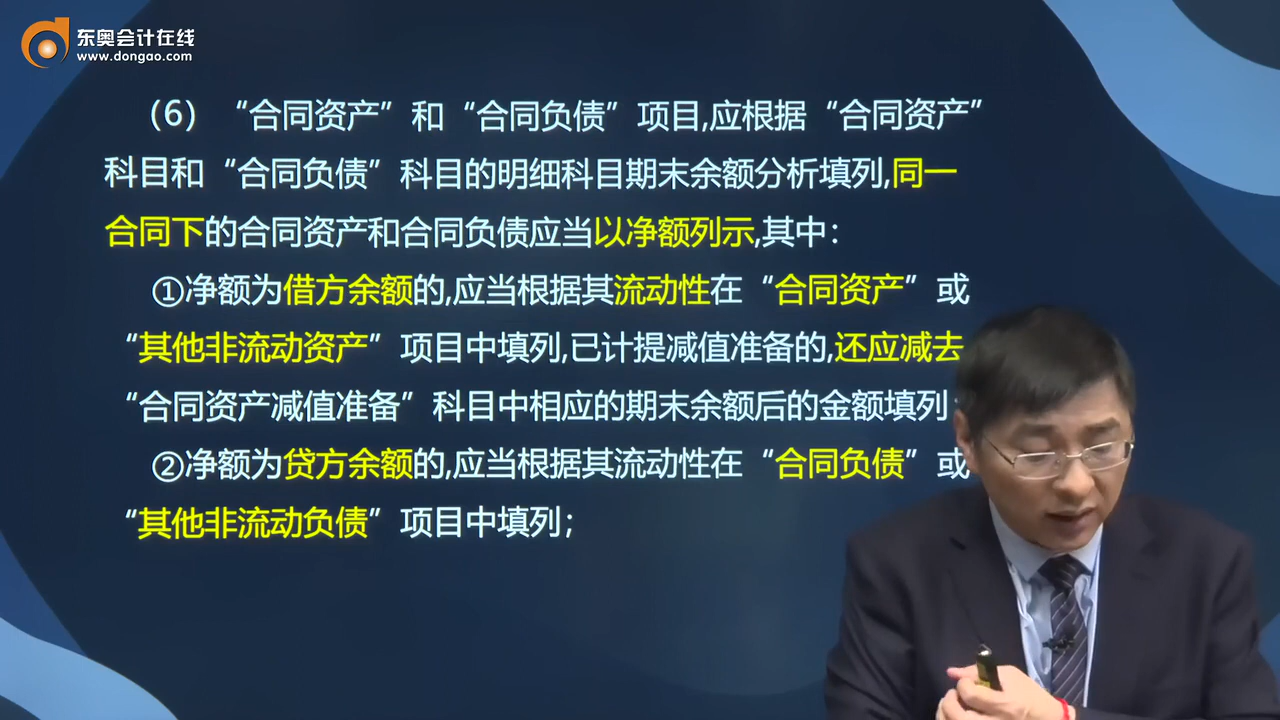 东奥会计在线
www.dongao.com
（6）“合同资产”和“合同负债”项目,应根据“合同资产”
科目和“合同负债”科目的明细科目期末余额分析填列,同一
合同下的合同资产和合同负债应当以净额列示,其中：
①净额为借方余额的,应当根据其流动性在“合同资产”或
“其他非流动资产”项目中填列,已计提减值准备的,还应减去
“合同资产减值准备”科目中相应的期末余额后的金额填列；
②净额为贷方余额的,应当根据其流动性在“合同负债”或
“其他非流动负债”项目中填列；